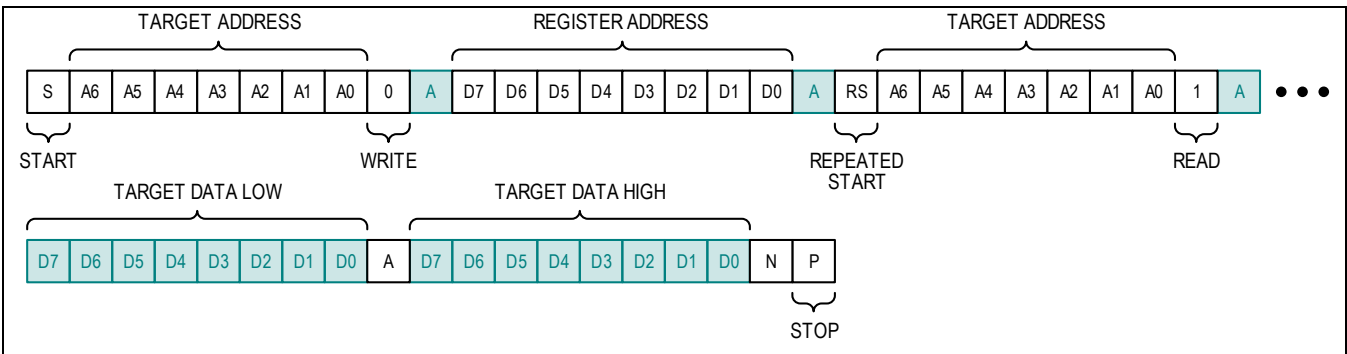 TARGET ADDRESS REGISTER ADDRESS TARGET ADDRESS
S A6 A5 A4 A3 A2 A1 A0 0 A D7 D6 D5 D4 D3 D2 D1 D0 A RS A6 A5 A4 A3 A2 A1 A0 1 A •••
START WRITE REPEATED START READ
TARGET DATA LOW TARGET DATA HIGH
D7 D6 D5 D4 D3 D2 D1 D0 A D7 D6 D5 D4 D3 D2 D1 D0 N P
STOP